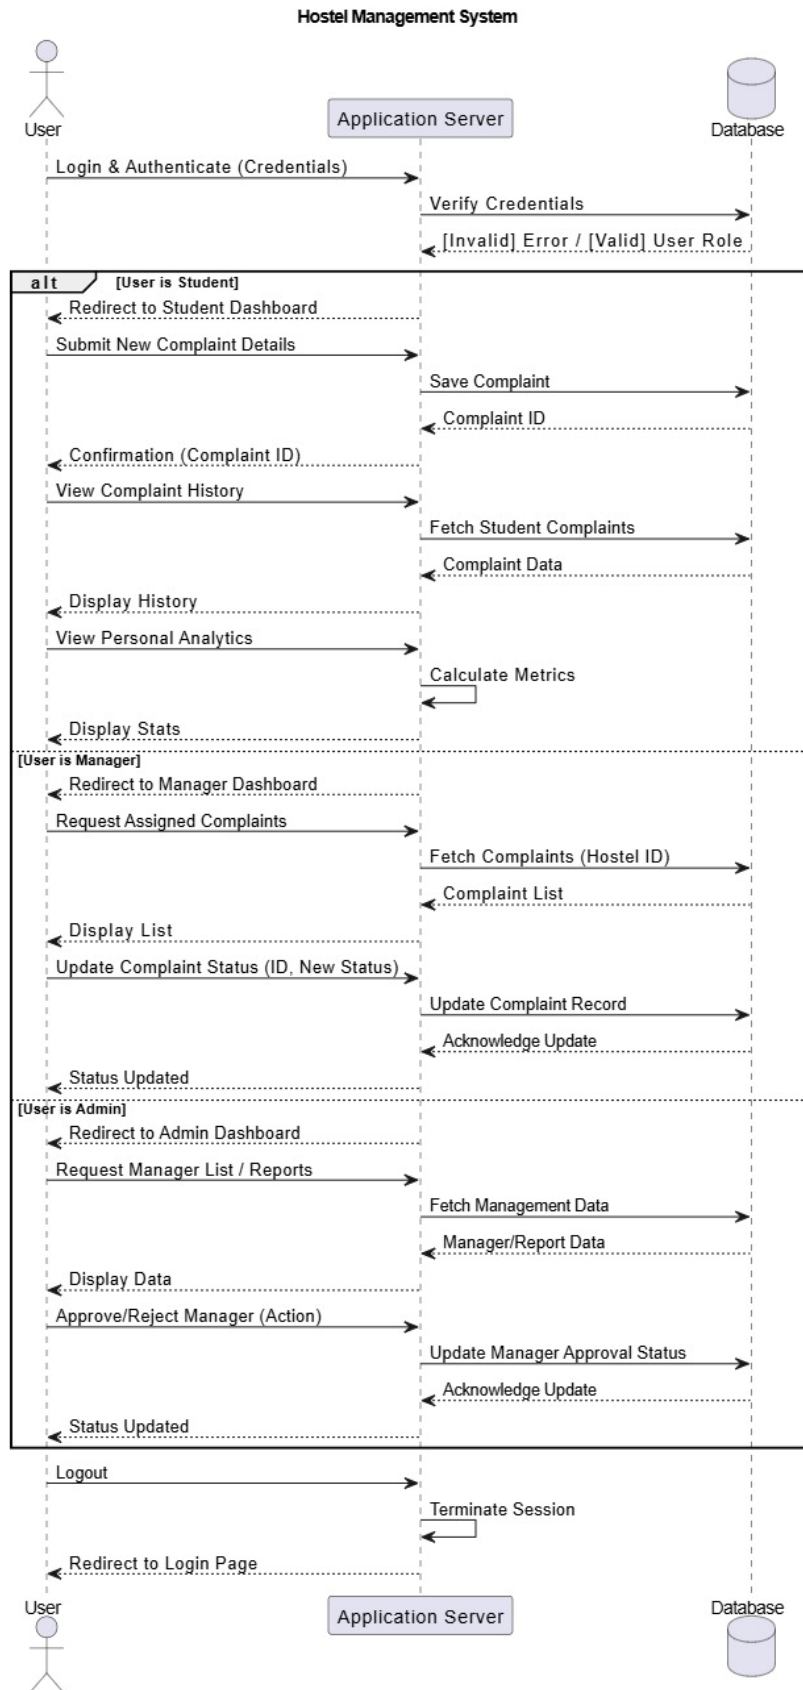 Hostel Management System
User
Application Server
Database
Login & Authenticate (Credentials)
Verify Credentials
[Invalid] Error / [Valid] User Role
alt [User is Student]
Redirect to Student Dashboard
Submit New Complaint Details
Save Complaint
Complaint ID
Confirmation (Complaint ID)
View Complaint History
Fetch Student Complaints
Complaint Data
Display History
View Personal Analytics
Calculate Metrics
Display Stats
[User is Manager]
Redirect to Manager Dashboard
Request Assigned Complaints
Fetch Complaints (Hostel ID)
Complaint List
Display List
Update Complaint Status (ID, New Status)
Update Complaint Record
Acknowledge Update
Status Updated
[User is Admin]
Redirect to Admin Dashboard
Request Manager List / Reports
Fetch Management Data
Manager/Report Data
Display Data
Approve/Reject Manager (Action)
Update Manager Approval Status
Acknowledge Update
Status Updated
Logout
Terminate Session
Redirect to Login Page
User
Application Server
Database